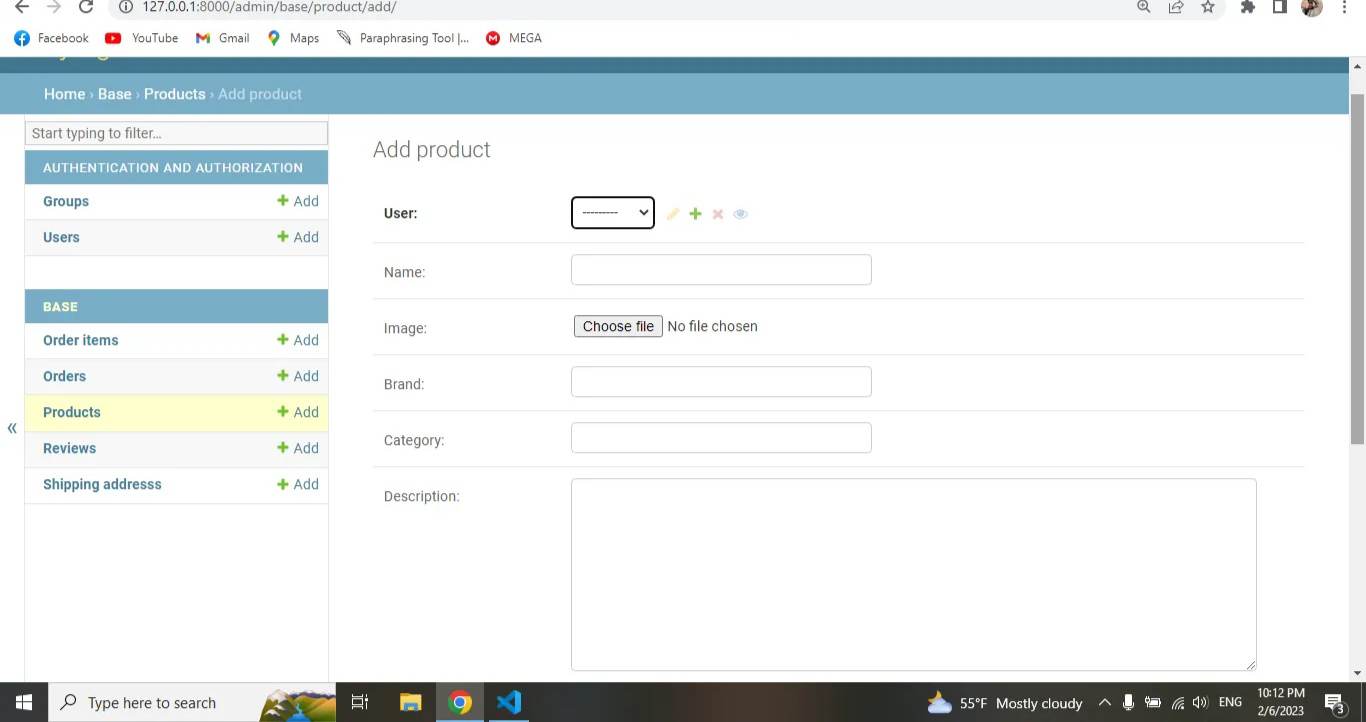 127.0.0.1:8000/admin/base/product/add/
Facebook YouTube Gmail Maps Paraphrasing Tool |... MEGA
Home › Base › Products › Add product
Start typing to filter...
AUTHENTICATION AND AUTHORIZATION
Groups Add
Users Add
BASE
Order items Add
Orders Add
Products Add
Reviews Add
Shipping addresss Add
«
Add product
User: ---------
Name:
Image: Choose file No file chosen
Brand:
Category:
Description:
Type here to search
55°F Mostly cloudy ENG 10:12 PM
2/6/2023 3